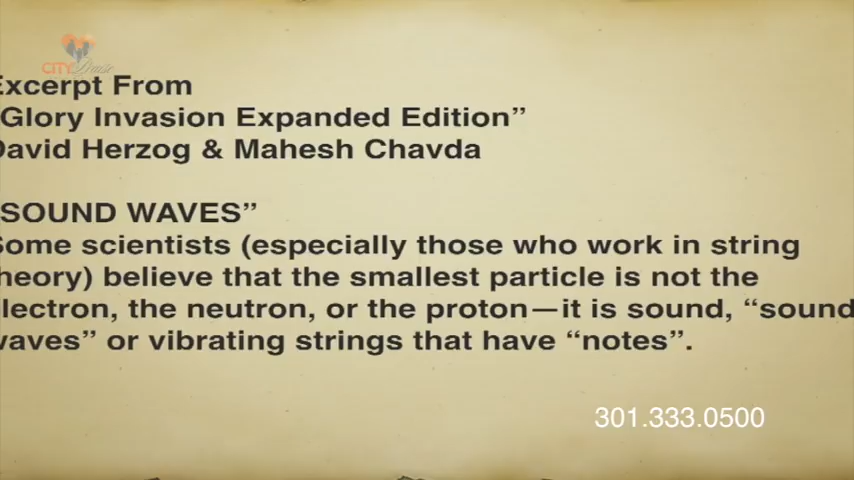 CITY Praise
Excerpt From
Glory Invasion Expanded Edition”
David Herzog & Mahesh Chavda
SOUND WAVES”
Some scientists (especially those who work in string
theory) believe that the smallest particle is not the
electron, the neutron, or the proton—it is sound, “sound
waves” or vibrating strings that have “notes”.
301.333.0500